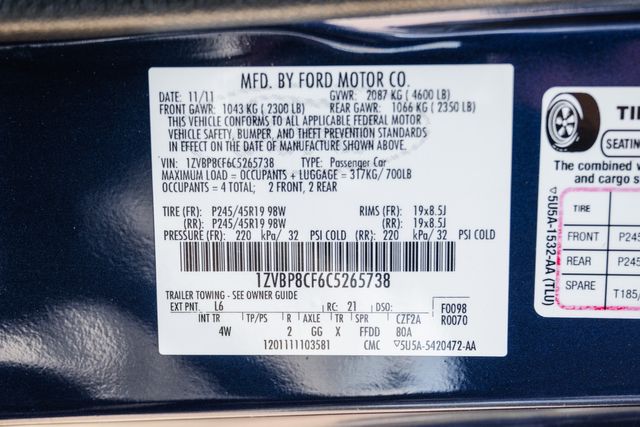 MFD. BY FORD MOTOR CO.
DATE: 11/11 GVWR: 2087 KG ( 4600 LB)
FRONT GAWR: 1043 KG ( 2300 LB) REAR GAWR: 1066 KG ( 2350 LB)
THIS VEHICLE CONFORMS TO ALL APPLICABLE FEDERAL MOTOR
VEHICLE SAFETY, BUMPER, AND THEFT PREVENTION STANDARDS
IN EFFECT ON THE DATE OF MANUFACTURE SHOWN ABOVE.
VIN: 1ZVBP8CF6C5265738 TYPE: Passenger Car
MAXIMUM LOAD = OCCUPANTS + LUGGAGE = 317KG/ 700LB
OCCUPANTS = 4 TOTAL; 2 FRONT, 2 REAR
TIRE (FR): P245/45R19 98W RIMS (FR): 19x8.5J
(RR): P245/45R19 98W (RR): 19x8.5J
PRESSURE (FR): 220 kPa/ 32 PSI COLD (RR): 220 kPa/ 32 PSI COLD
1ZVBP8CF6C5265738
TRAILER TOWING - SEE OWNER GUIDE
EXT PNT: L6 RC: 21 DSO: F0098
INT TR TP/PS R AXLE TR SPR CZF2A R0070
4W 2 GG X FFDD 80A
1201111103581 CMC ▽5U5A-5420472-AA
▽5U5A-1532-AA (TLU)
TI
SEATING
The combined w
and cargo s
TIRE
FRONT P245
REAR P245
SPARE T185/